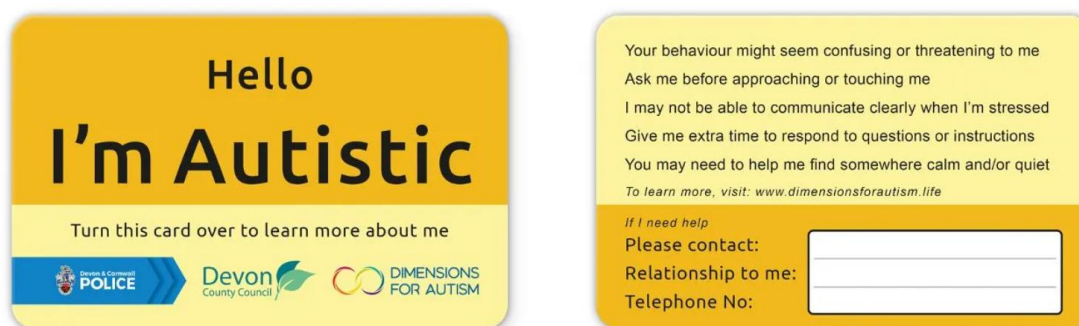 Hello
I'm Autistic
Turn this card over to learn more about me
Devon & Cornwall
POLICE
Devon
County Council
DIMENSIONS
FOR AUTISM
Your behaviour might seem confusing or threatening to me
Ask me before approaching or touching me
I may not be able to communicate clearly when I'm stressed
Give me extra time to respond to questions or instructions
You may need to help me find somewhere calm and/or quiet
To learn more, visit: www.dimensionsforautism.life
If I need help
Please contact:
Relationship to me:
Telephone No: